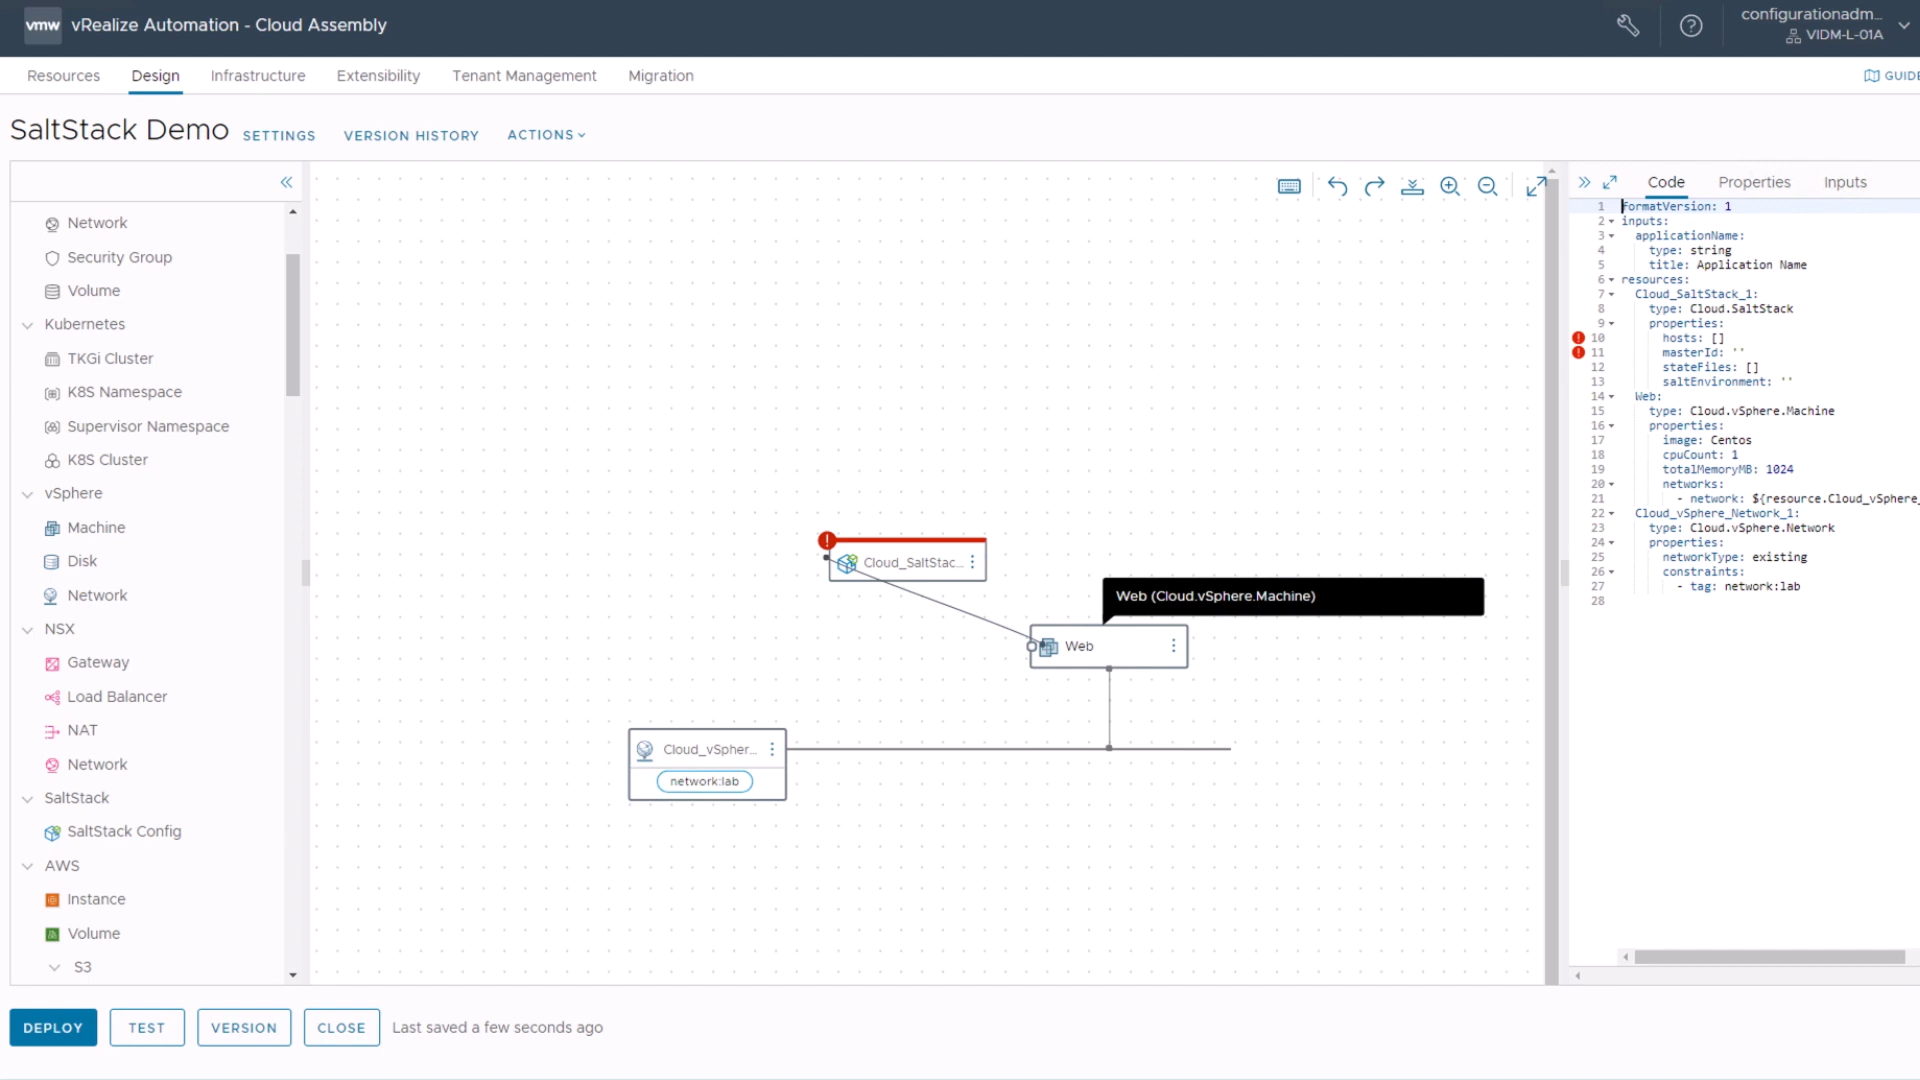 vmw vRealize Automation - Cloud Assembly
configurationadm...
VIDM-L-01A
Resources Design Infrastructure Extensibility Tenant Management Migration
GUIDE
SaltStack Demo SETTINGS VERSION HISTORY ACTIONS
Network
Security Group
Volume
Kubernetes
TKGi Cluster
K8S Namespace
Supervisor Namespace
K8S Cluster
vSphere
Machine
Disk
Network
NSX
Gateway
Load Balancer
NAT
Network
SaltStack
SaltStack Config
AWS
Instance
Volume
S3
Cloud_SaltStac...
Web (Cloud.vSphere.Machine)
Web
Cloud_vSpher...
network:lab
Code Properties Inputs
1 formatVersion: 1
2 inputs:
3 applicationName:
4 type: string
5 title: Application Name
6 resources:
7 Cloud_SaltStack_1:
8 type: Cloud.SaltStack
9 properties:
10 hosts: []
11 masterId: ''
12 stateFiles: []
13 saltEnvironment: ''
14 Web:
15 type: Cloud.vSphere.Machine
16 properties:
17 image: Centos
18 cpuCount: 1
19 totalMemoryMB: 1024
20 networks:
21 - network: ${resource.Cloud_vSphere_
22 Cloud_vSphere_Network_1:
23 type: Cloud.vSphere.Network
24 properties:
25 networkType: existing
26 constraints:
27 - tag: network:lab
28
DEPLOY TEST VERSION CLOSE Last saved a few seconds ago